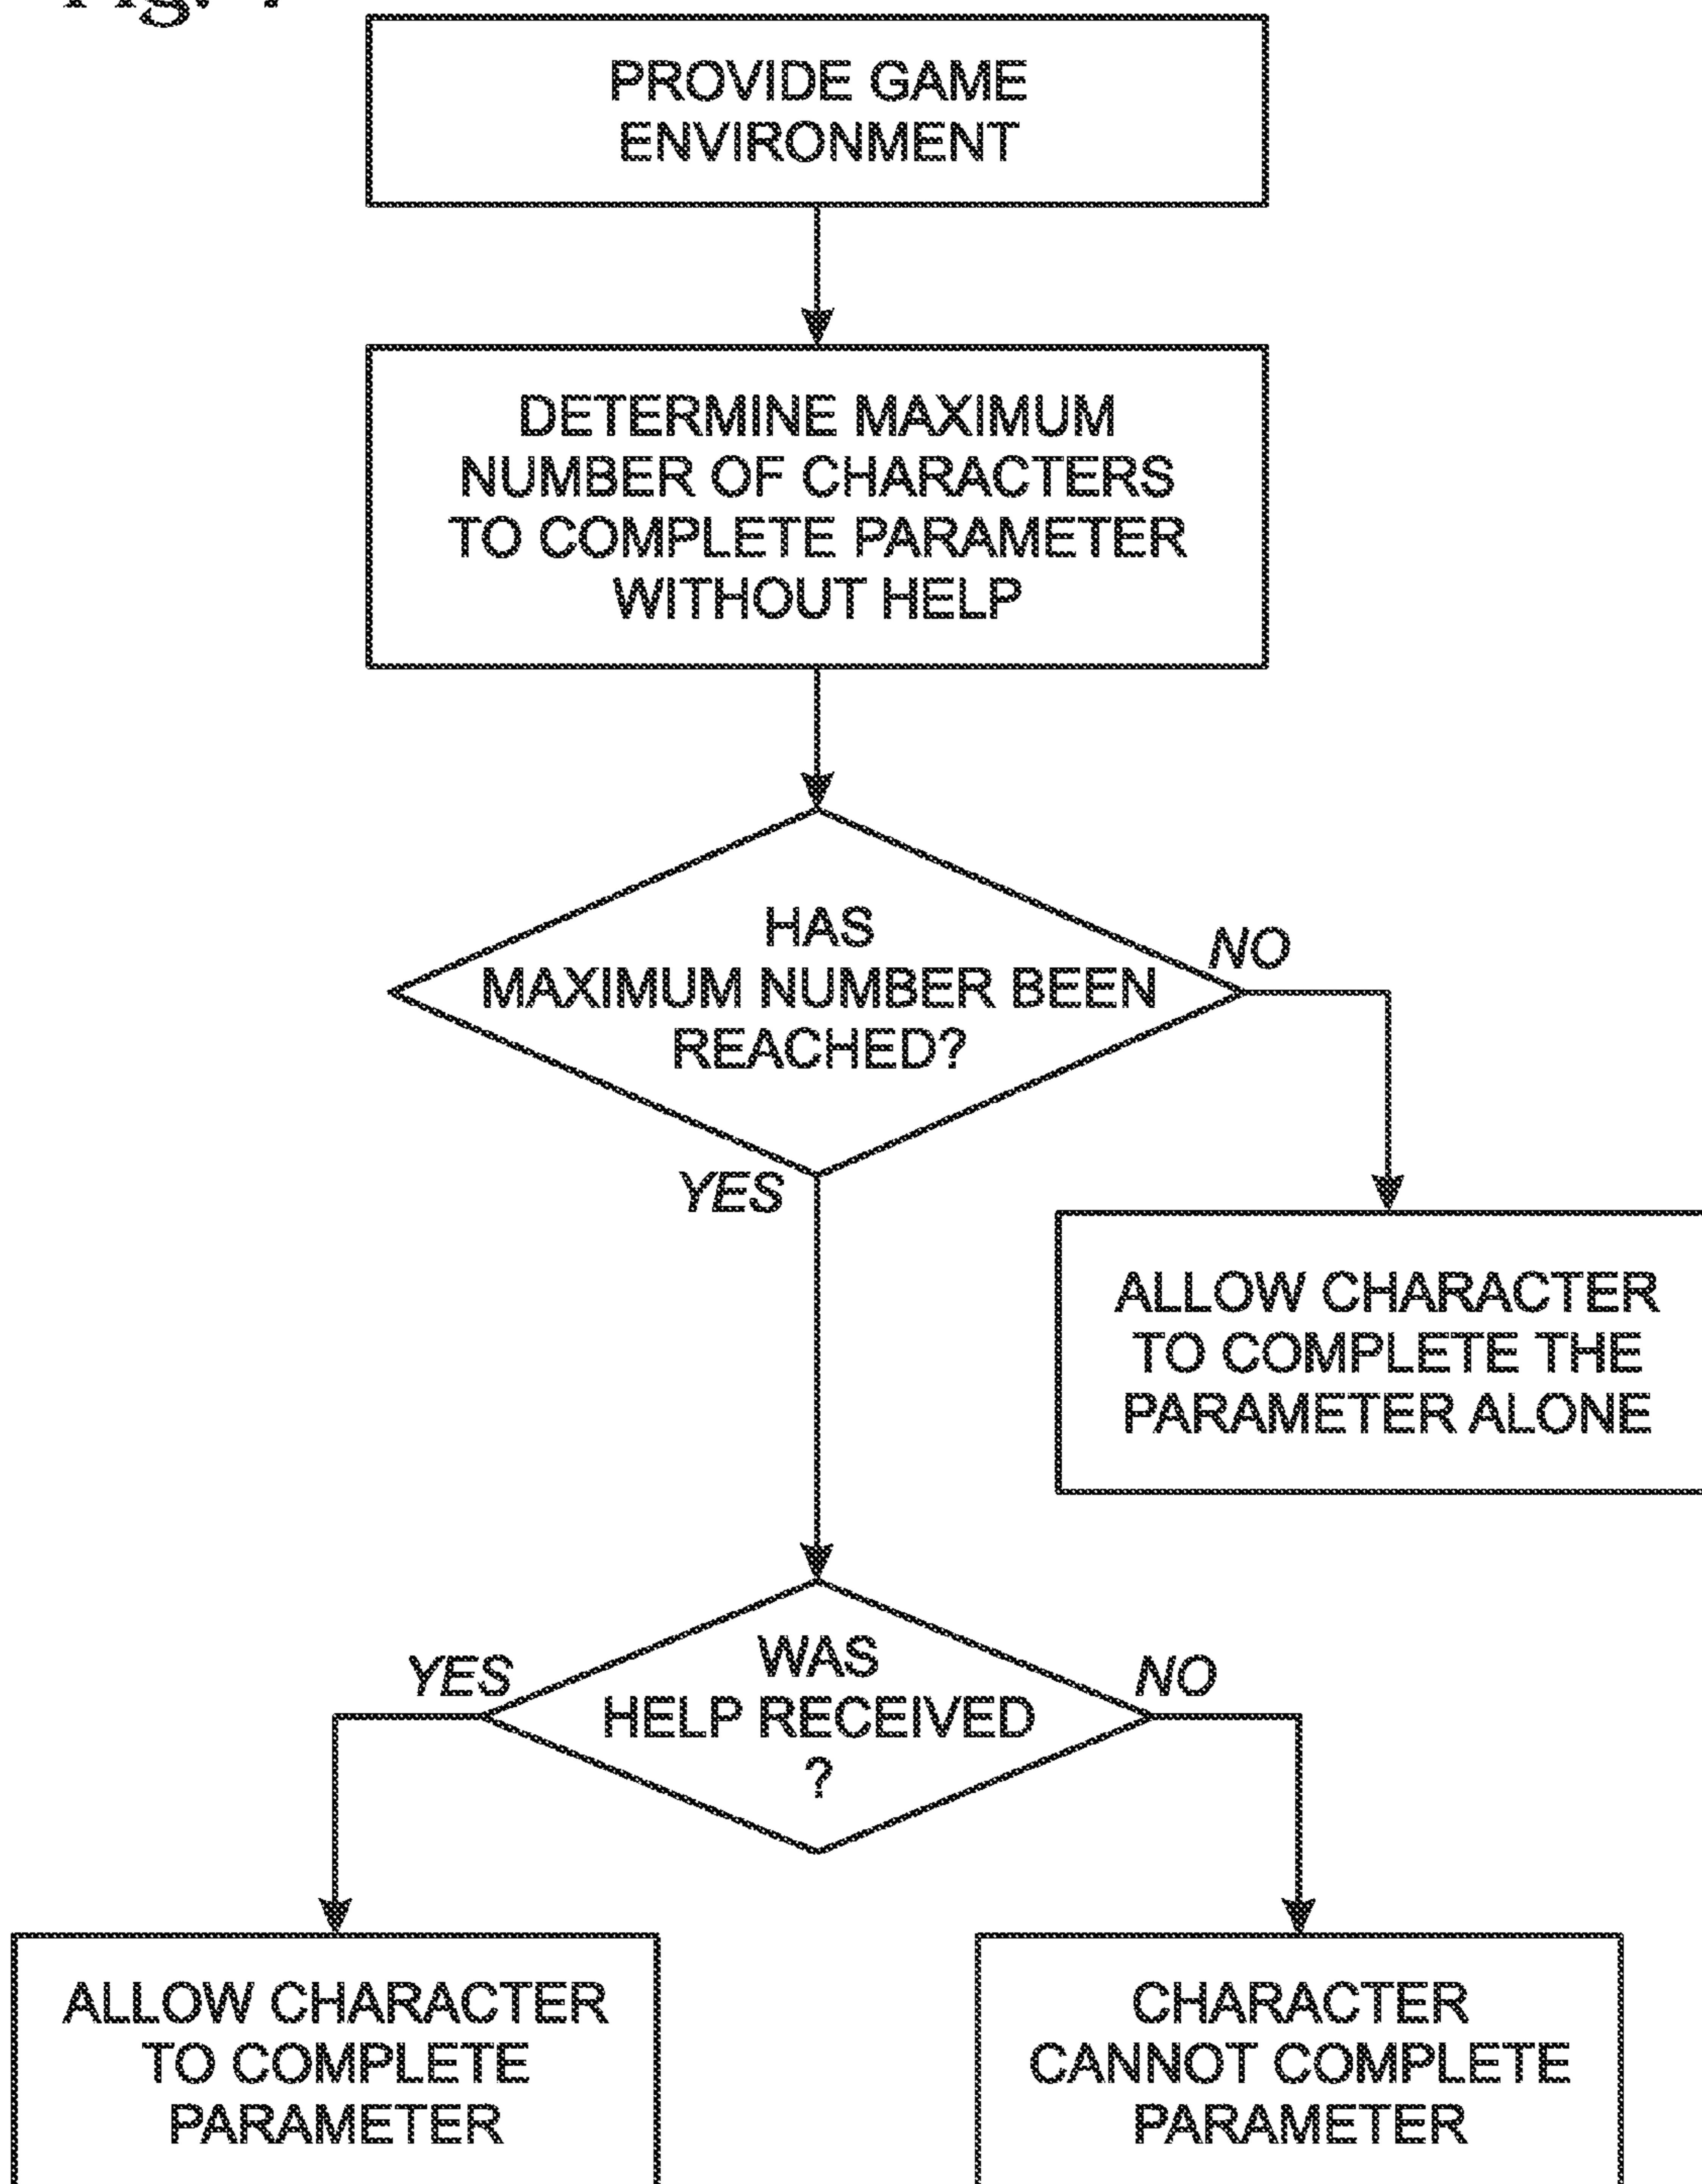 PROVIDE GAME
ENVIRONMENT
DETERMINE MAXIMUM
NUMBER OF CHARACTERS
TO COMPLETE PARAMETER
WITHOUT HELP
HAS
MAXIMUM NUMBER BEEN
REACHED?
NO
YES
ALLOW CHARACTER
TO COMPLETE THE
PARAMETER ALONE
WAS
HELP RECEIVED
?
YES
NO
ALLOW CHARACTER
TO COMPLETE
PARAMETER
CHARACTER
CANNOT COMPLETE
PARAMETER